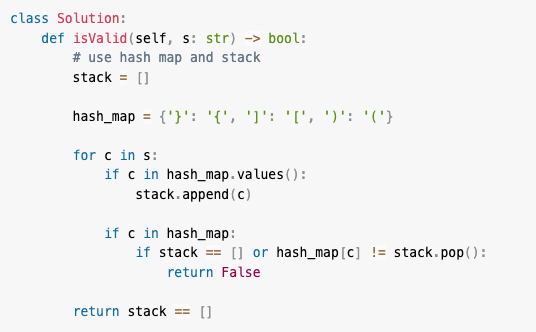 class Solution:
    def isValid(self, s: str) -> bool:
        # use hash map and stack
        stack = []

        hash_map = {'}': '{', ']': '[', ')': '('}

        for c in s:
            if c in hash_map.values():
                stack.append(c)

            if c in hash_map:
                if stack == [] or hash_map[c] != stack.pop():
                    return False

        return stack == []